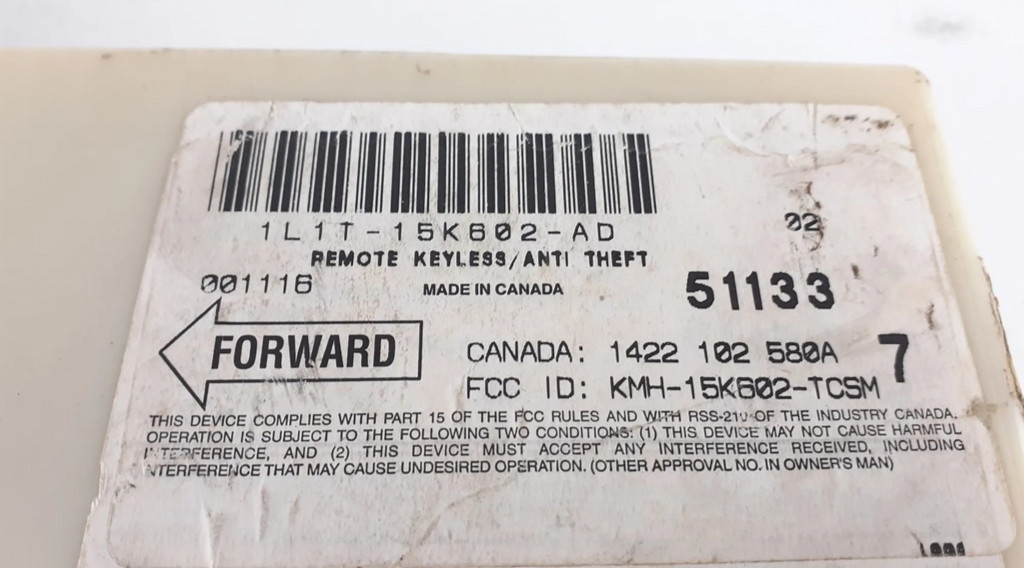 1L1T-15K602-AD
02
REMOTE KEYLESS/ANTI THEFT
001116
MADE IN CANADA
51133
FORWARD
CANADA: 1422 102 580A
7
FCC ID: KMH-15K602-TCSM
THIS DEVICE COMPLIES WITH PART 15 OF THE FCC RULES AND WITH RSS-210 OF THE INDUSTRY CANADA.
OPERATION IS SUBJECT TO THE FOLLOWING TWO CONDITIONS: (1) THIS DEVICE MAY NOT CAUSE HARMFUL
INTERFERENCE, AND (2) THIS DEVICE MUST ACCEPT ANY INTERFERENCE RECEIVED, INCLUDING
INTERFERENCE THAT MAY CAUSE UNDESIRED OPERATION. (OTHER APPROVAL NO. IN OWNER'S MAN)